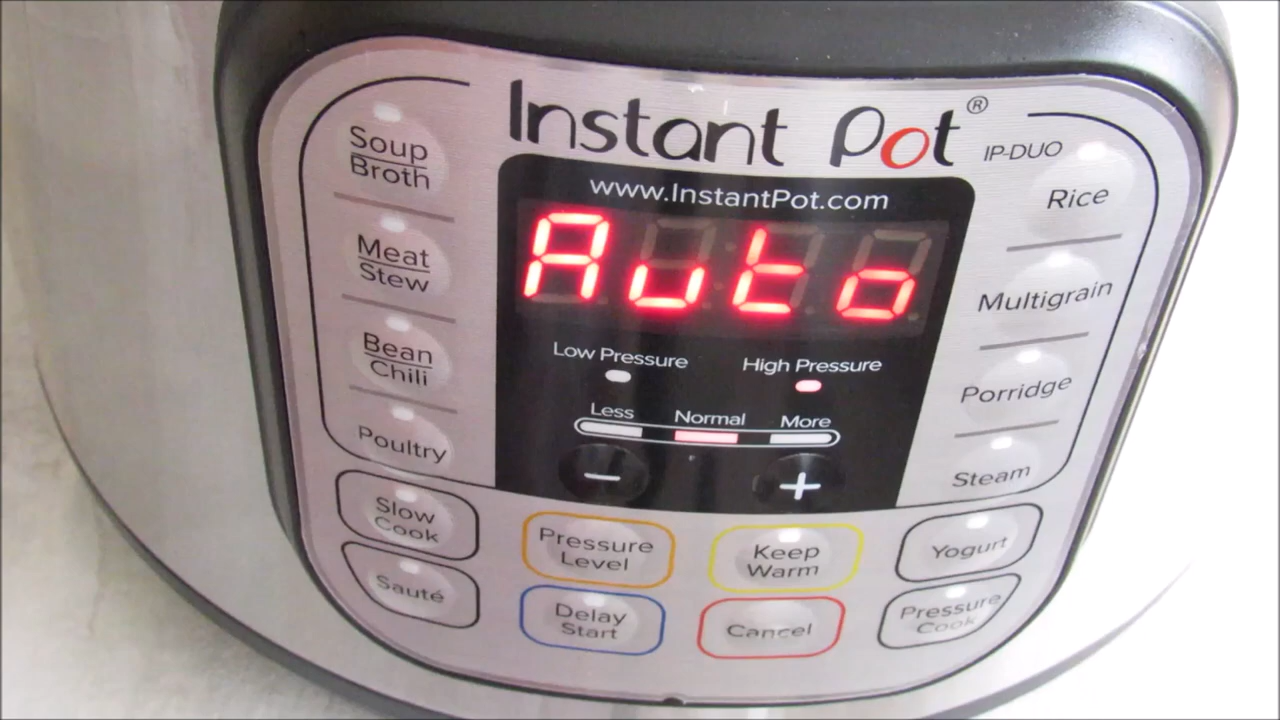 Instant Pot®
IP-DUO
www.InstantPot.com
Auto
Low Pressure
High Pressure
Less Normal More
− +
Soup
Broth
Meat
Stew
Bean
Chili
Poultry
Slow
Cook
Sauté
Pressure
Level
Delay
Start
Keep
Warm
Cancel
Rice
Multigrain
Porridge
Steam
Yogurt
Pressure
Cook